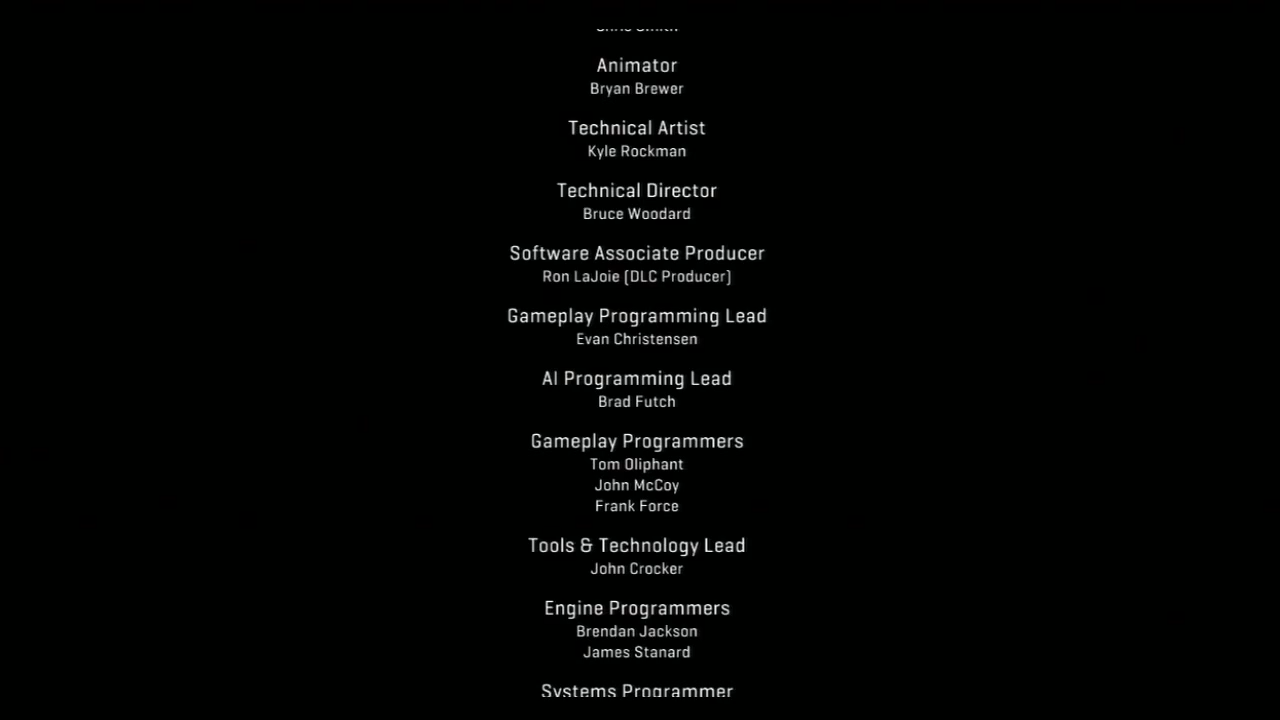 Animator
Bryan Brewer
Technical Artist
Kyle Rockman
Technical Director
Bruce Woodard
Software Associate Producer
Ron LaJoie (DLC Producer)
Gameplay Programming Lead
Evan Christensen
AI Programming Lead
Brad Futch
Gameplay Programmers
Tom Oliphant
John McCoy
Frank Force
Tools & Technology Lead
John Crocker
Engine Programmers
Brendan Jackson
James Stanard
Systems Programmer